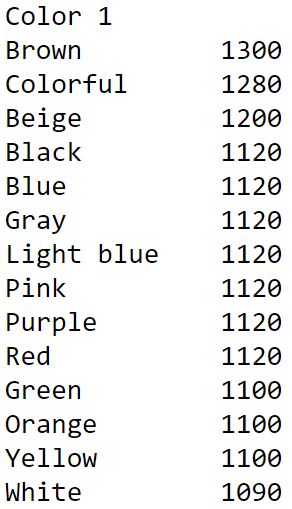 Color 1
Brown 1300
Colorful 1280
Beige 1200
Black 1120
Blue 1120
Gray 1120
Light blue 1120
Pink 1120
Purple 1120
Red 1120
Green 1100
Orange 1100
Yellow 1100
White 1090